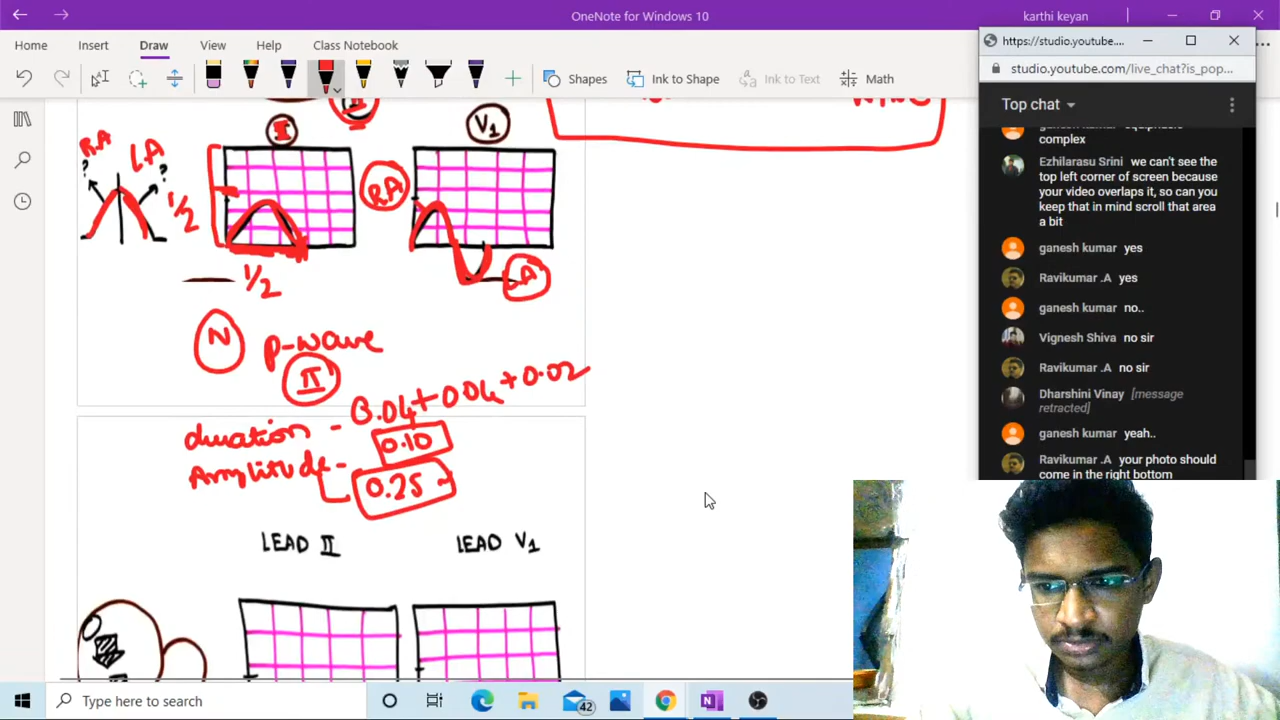 OneNote for Windows 10
karthi keyan
Home Insert Draw View Help Class Notebook
Shapes Ink to Shape Ink to Text Math
https://studio.youtube....
studio.youtube.com/live_chat?is_pop...
Top chat
complex
Ezhilarasu Srini we can't see the
top left corner of screen because
your video overlaps it, so can you
keep that in mind scroll that area
a bit
ganesh kumar yes
Ravikumar .A yes
ganesh kumar no..
Vignesh Shiva no sir
Ravikumar .A no sir
Dharshini Vinay [message
retracted]
ganesh kumar yeah..
Ravikumar .A your photo should
come in the right bottom
II
V1
RA LA
? ?
1/2
RA
1/2
LA
N p-wave
II
duration - 0.04+0.04+0.02
0.10
Amplitude -
0.25
LEAD II LEAD V1
Type here to search
42